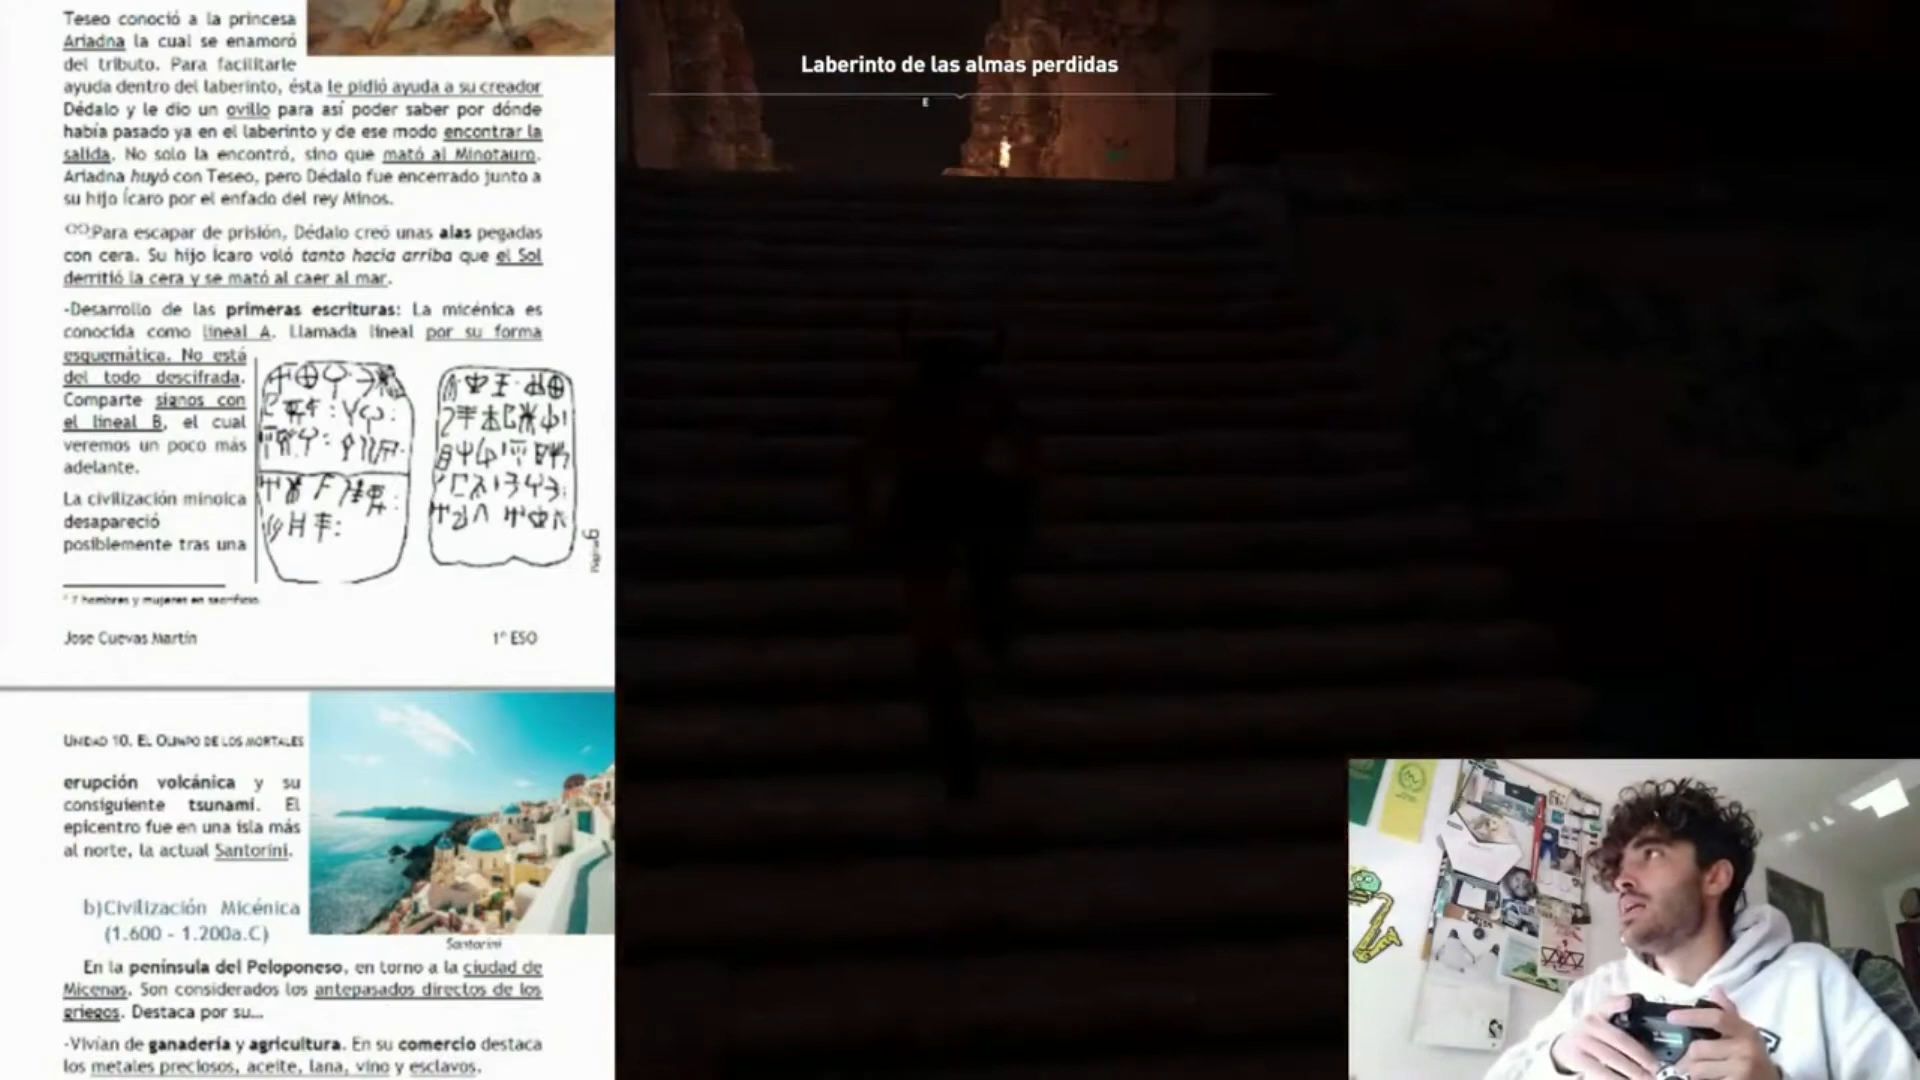 Teseo conoció a la princesa
Ariadna la cual se enamoró
del tributo. Para facilitarle
ayuda dentro del laberinto, ésta le pidió ayuda a su creador
Dédalo y le dio un ovillo para así poder saber por dónde
había pasado ya en el laberinto y de ese modo encontrar la
salida. No solo la encontró, sino que mató al Minotauro.
Ariadna huyó con Teseo, pero Dédalo fue encerrado junto a
su hijo Ícaro por el enfado del rey Minos.
Para escapar de prisión, Dédalo creó unas alas pegadas
con cera. Su hijo Ícaro voló tanto hacia arriba que el Sol
derritió la cera y se mató al caer al mar.
-Desarrollo de las primeras escrituras: La micénica es
conocida como lineal A. Llamada lineal por su forma
esquemática. No está
del todo descifrada.
Comparte signos con
el lineal B, el cual
veremos un poco más
adelante.
La civilización minoica
desapareció
posiblemente tras una
Página9
7 hombres y mujeres en sacrificio
Jose Cuevas Martín 1º ESO
UNIDAD 10. EL OLIMPO DE LOS MORTALES
erupción volcánica y su
consiguiente tsunami. El
epicentro fue en una isla más
al norte, la actual Santorini.
Santorini
b)Civilización Micénica
(1.600 - 1.200a.C)
En la península del Peloponeso, en torno a la ciudad de
Micenas. Son considerados los antepasados directos de los
griegos. Destaca por su...
-Vivían de ganadería y agricultura. En su comercio destaca
los metales preciosos, aceite, lana, vino y esclavos.
Laberinto de las almas perdidas
E